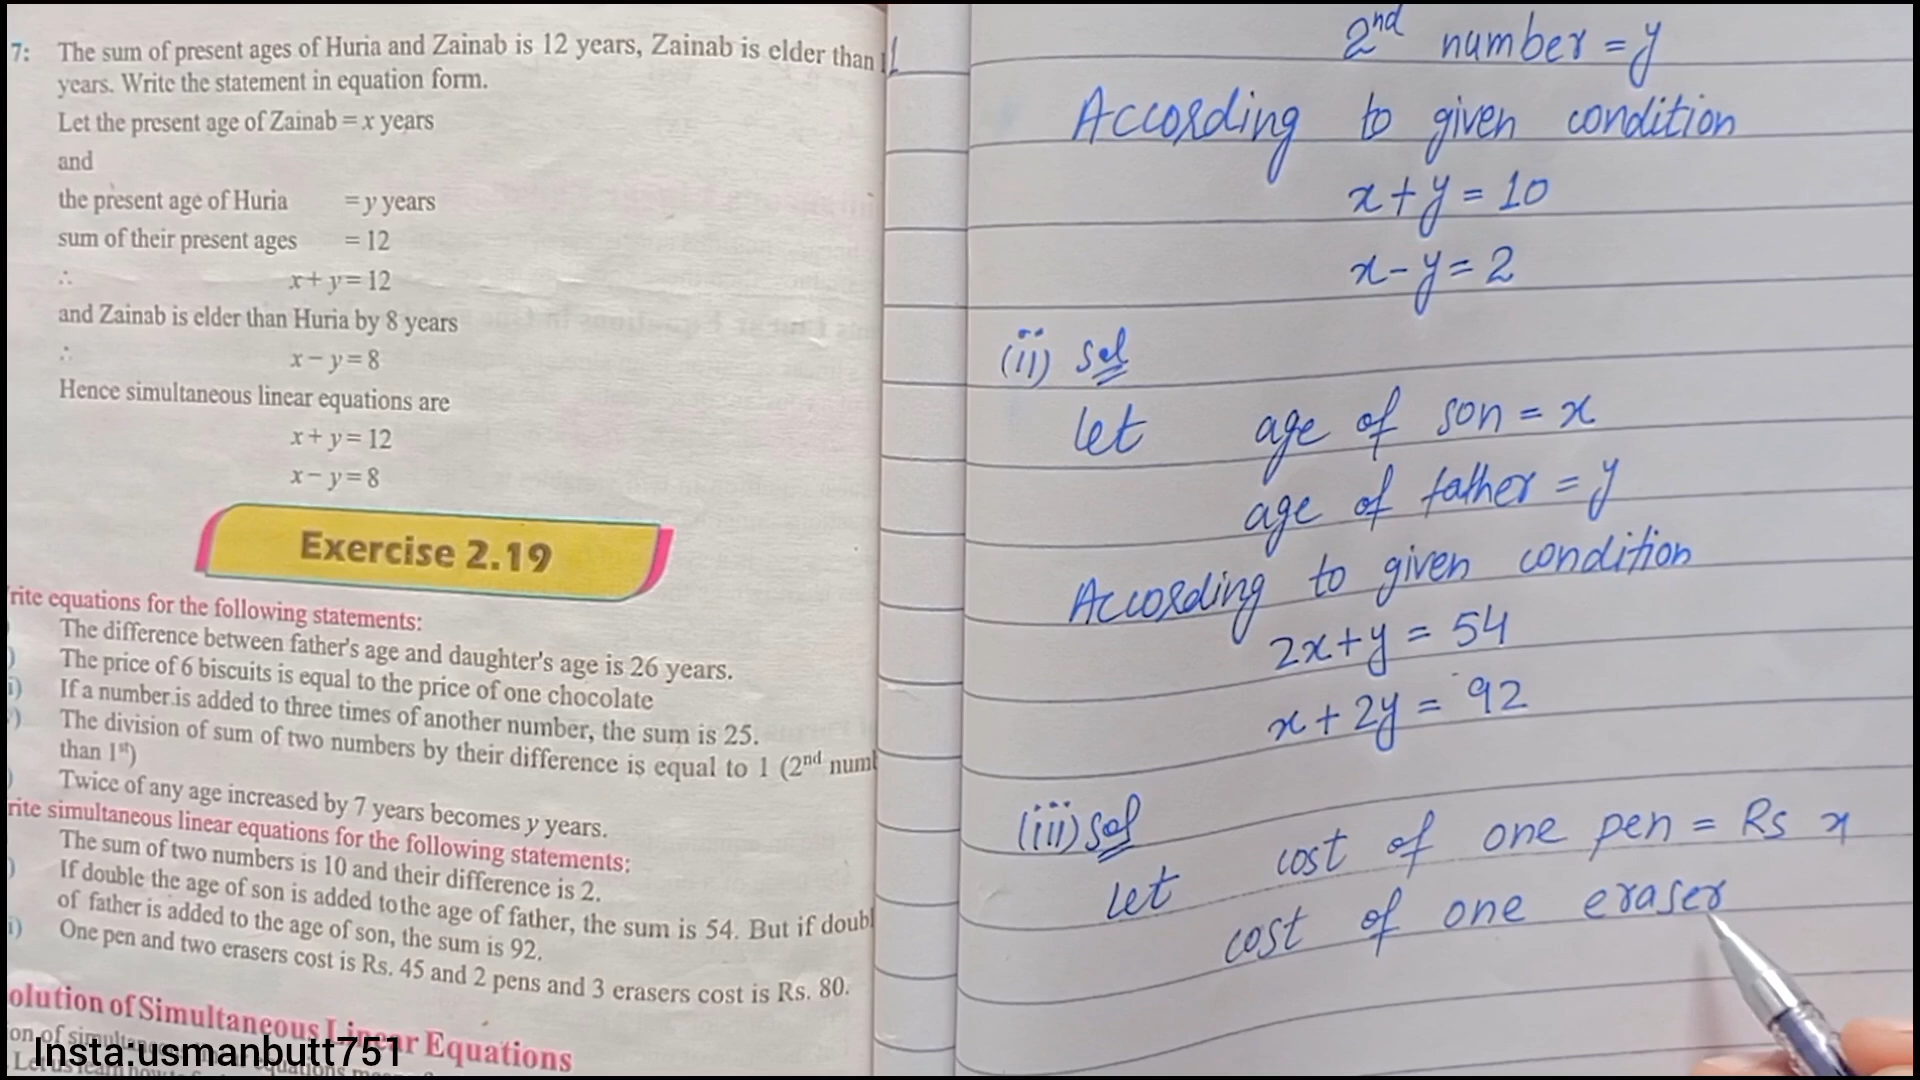 7: The sum of present ages of Huria and Zainab is 12 years, Zainab is elder than
years. Write the statement in equation form.
Let the present age of Zainab = x years
and
the present age of Huria = y years
sum of their present ages = 12
∴ x + y = 12
and Zainab is elder than Huria by 8 years
∴ x - y = 8
Hence simultaneous linear equations are
x + y = 12
x - y = 8
Exercise 2.19
rite equations for the following statements:
The difference between father's age and daughter's age is 26 years.
) The price of 6 biscuits is equal to the price of one chocolate
i) If a number is added to three times of another number, the sum is 25.
) The division of sum of two numbers by their difference is equal to 1 (2nd numb
than 1st)
) Twice of any age increased by 7 years becomes y years.
rite simultaneous linear equations for the following statements:
The sum of two numbers is 10 and their difference is 2.
) If double the age of son is added to the age of father, the sum is 54. But if doubl
of father is added to the age of son, the sum is 92.
i) One pen and two erasers cost is Rs. 45 and 2 pens and 3 erasers cost is Rs. 80.
olution of Simultaneous Linear Equations
on of
Insta:usmanbutt751
2nd number = y
According to given condition
x + y = 10
x - y = 2
(ii) Sol
let age of son = x
age of father = y
According to given condition
2x + y = 54
x + 2y = 92
(iii) Sol
let cost of one pen = Rs x
cost of one eraser